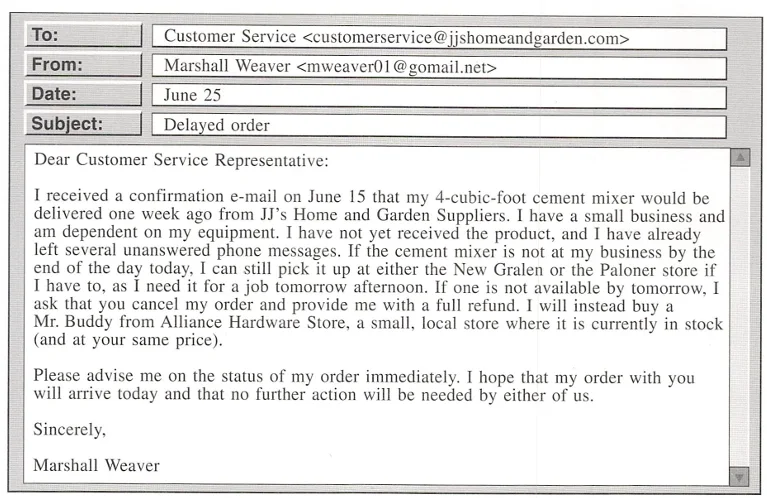 To: Customer Service <customerservice@jjshomeandgarden.com>
From: Marshall Weaver <mweaver01@gomail.net>
Date: June 25
Subject: Delayed order
Dear Customer Service Representative:
I received a confirmation e-mail on June 15 that my 4-cubic-foot cement mixer would be
delivered one week ago from JJ's Home and Garden Suppliers. I have a small business and
am dependent on my equipment. I have not yet received the product, and I have already
left several unanswered phone messages. If the cement mixer is not at my business by the
end of the day today, I can still pick it up at either the New Gralen or the Paloner store if
I have to, as I need it for a job tomorrow afternoon. If one is not available by tomorrow, I
ask that you cancel my order and provide me with a full refund. I will instead buy a
Mr. Buddy from Alliance Hardware Store, a small, local store where it is currently in stock
(and at your same price).
Please advise me on the status of my order immediately. I hope that my order with you
will arrive today and that no further action will be needed by either of us.
Sincerely,
Marshall Weaver